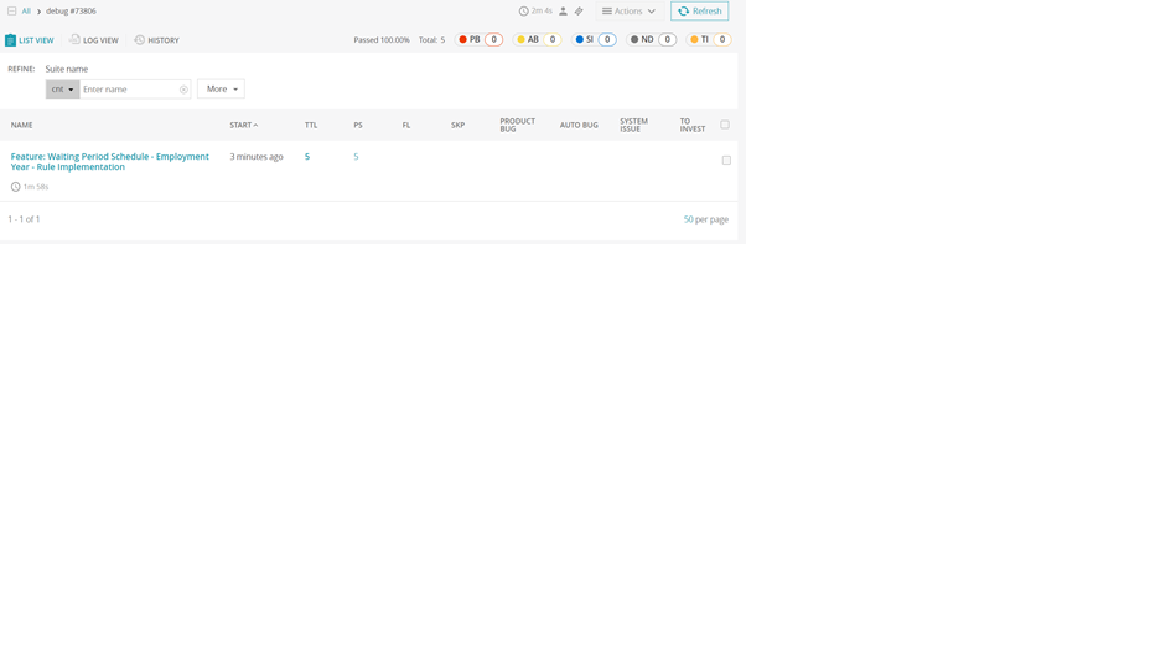 All debug #73806 2m 4s Actions Refresh
LIST VIEW LOG VIEW HISTORY Passed 100.00% Total: 5 PB 0 AB 0 SI 0 ND 0 TI 0
REFINE: Suite name
cnt Enter name More
NAME START TTL PS FL SKP PRODUCT BUG AUTO BUG SYSTEM ISSUE TO INVEST
Feature: Waiting Period Schedule - Employment 3 minutes ago 5 5
Year - Rule Implementation
1m 58s
1 - 1 of 1 50 per page